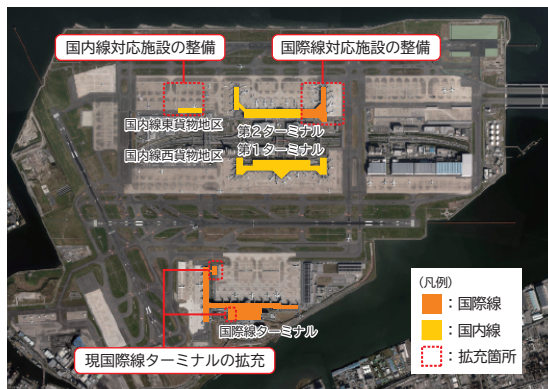 国内線対応施設の整備
国際線対応施設の整備
国内線東貨物地区
第2ターミナル
国内線西貨物地区
第1ターミナル
国際線ターミナル
現国際線ターミナルの拡充
(凡例)
：国際線
：国内線
：拡充箇所